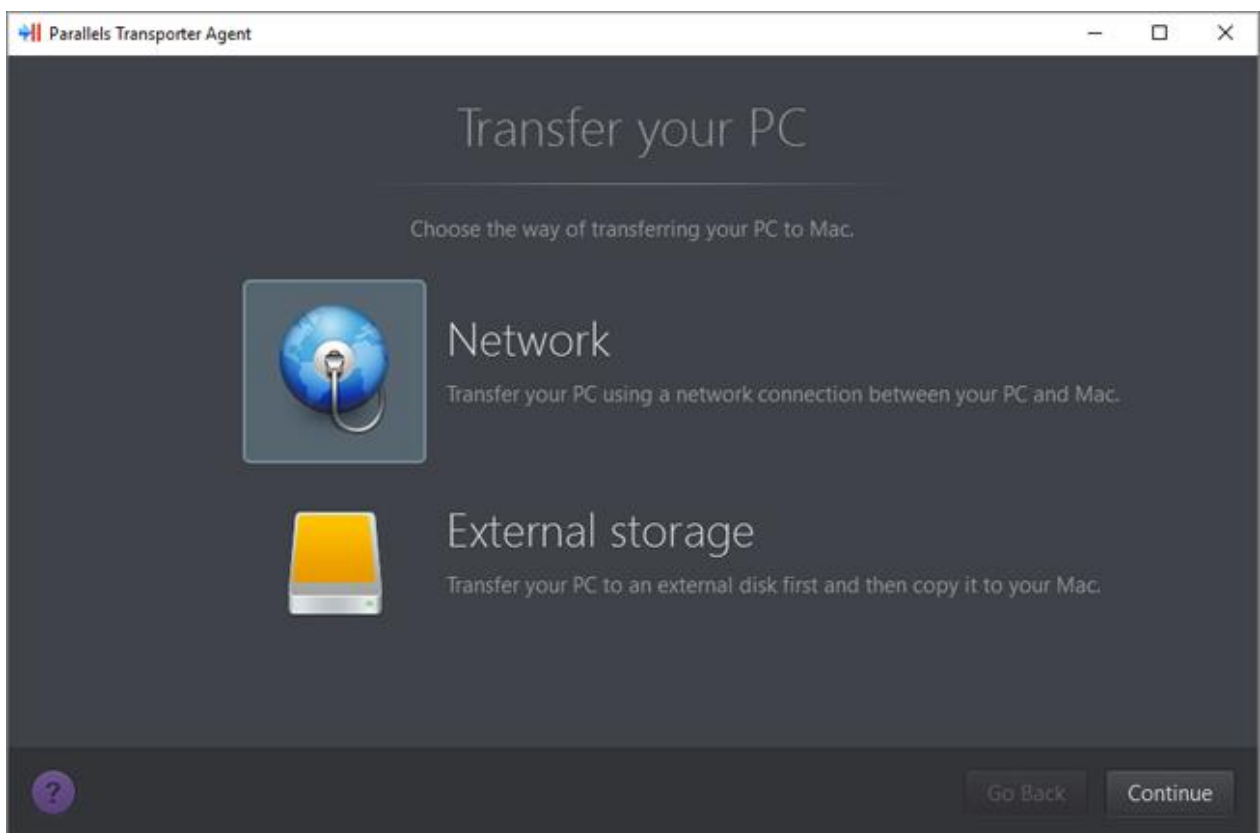 Parallels Transporter Agent
Transfer your PC
Choose the way of transferring your PC to Mac.
Network
Transfer your PC using a network connection between your PC and Mac.
External storage
Transfer your PC to an external disk first and then copy it to your Mac.
?
Go Back
Continue